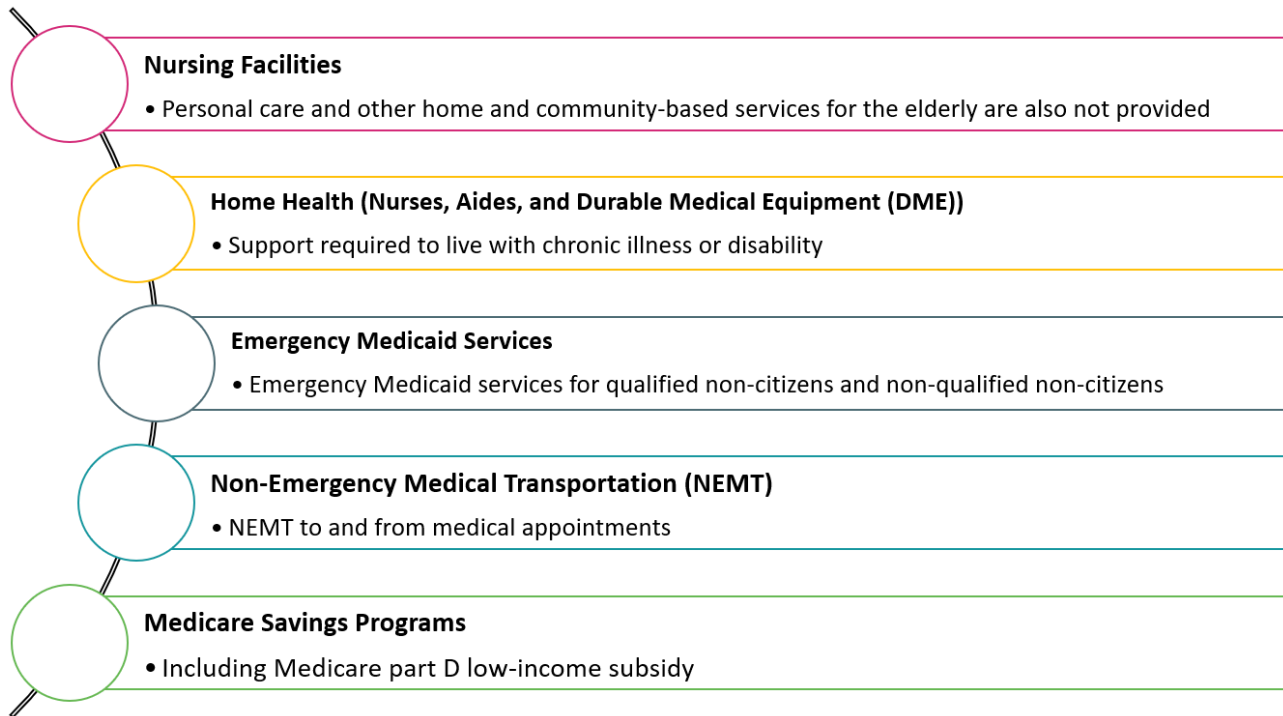 Nursing Facilities
• Personal care and other home and community-based services for the elderly are also not provided
Home Health (Nurses, Aides, and Durable Medical Equipment (DME))
• Support required to live with chronic illness or disability
Emergency Medicaid Services
• Emergency Medicaid services for qualified non-citizens and non-qualified non-citizens
Non-Emergency Medical Transportation (NEMT)
• NEMT to and from medical appointments
Medicare Savings Programs
• Including Medicare part D low-income subsidy